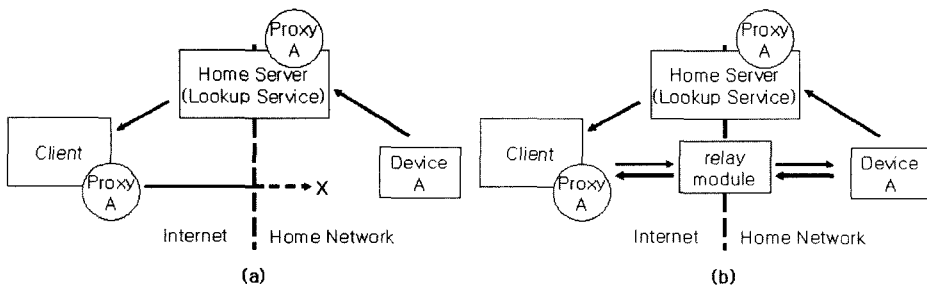 Proxy
A
Home Server
(Lookup Service)
Client
Proxy
A
Device
A
X
Internet
Home Network
(a)
Proxy
A
Home Server
(Lookup Service)
Client
Proxy
A
relay
module
Device
A
Internet
Home Network
(b)